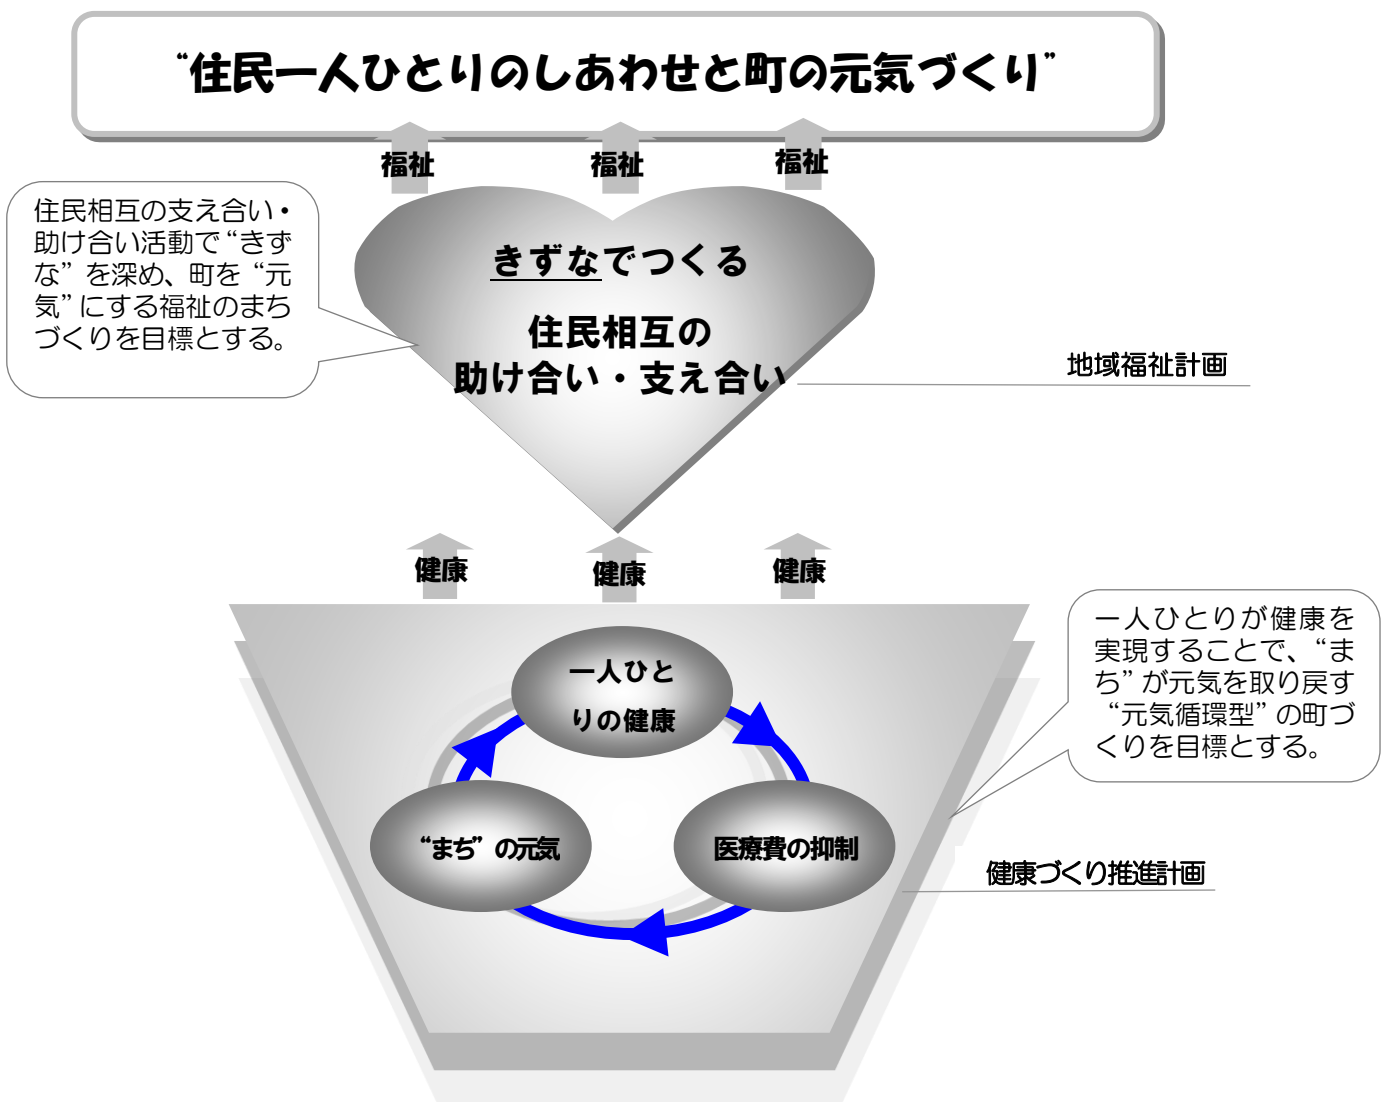 “住民一人ひとりのしあわせと町の元気づくり”
福祉
福祉
福祉
住民相互の支え合い・
助け合い活動で“きず
な”を深め、町を“元
気”にする福祉のまち
づくりを目標とする。
きずなでつくる
住民相互の
助け合い・支え合い
地域福祉計画
健康
健康
健康
一人ひとりが健康を
実現することで、“ま
ち”が元気を取り戻す
“元気循環型”の町づ
くりを目標とする。
一人ひと
りの健康
“まち”の元気
医療費の抑制
健康づくり推進計画